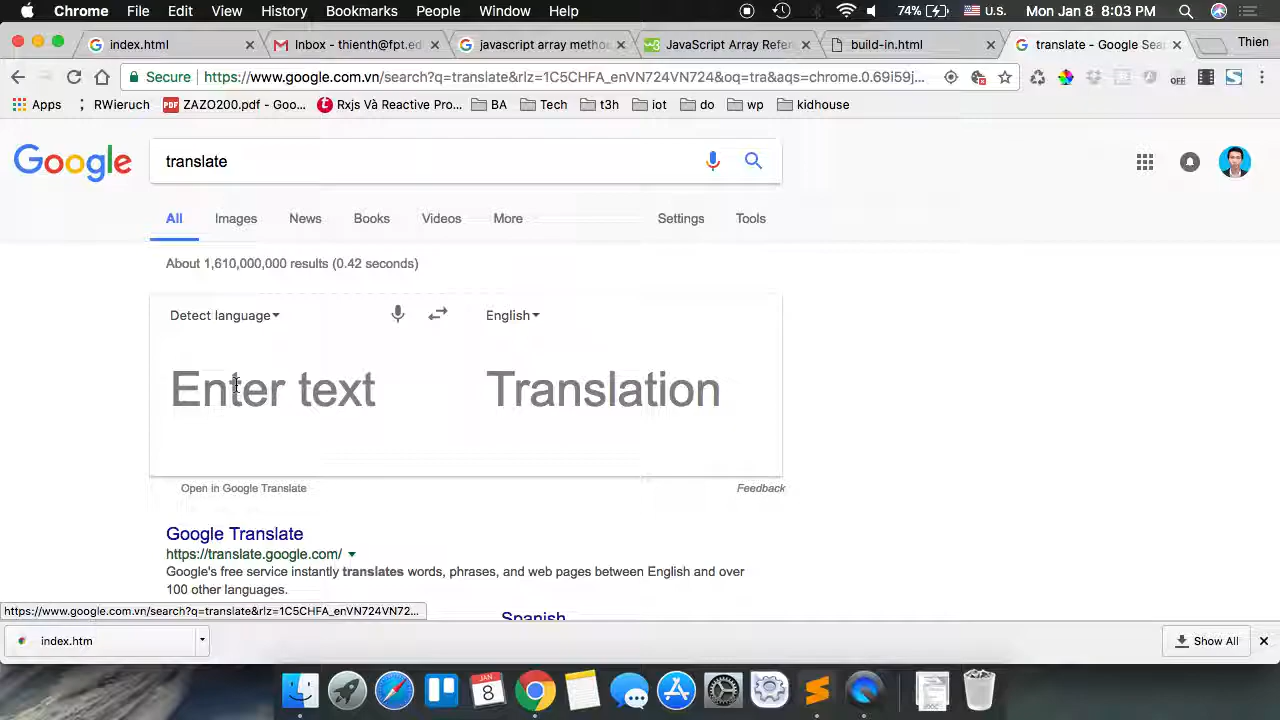 Chrome File Edit View History Bookmarks People Window Help 74% U.S. Mon Jan 8 8:03 PM
index.html Inbox - thienth@fpt.ed javascript array metho JavaScript Array Refer build-in.html translate - Google Sear Thien
Secure https://www.google.com.vn/search?q=translate&rlz=1C5CHFA_enVN724VN724&oq=tra&aqs=chrome.0.69i59j... OFF
Apps RWieruch PDF ZAZO200.pdf - Goo... Rxjs Và Reactive Pr... BA Tech t3h iot do wp kidhouse
Google translate
All Images News Books Videos More Settings Tools
About 1,610,000,000 results (0.42 seconds)
Detect language English
Enter text Translation
Open in Google Translate Feedback
Google Translate
https://translate.google.com/
Google's free service instantly translates words, phrases, and web pages between English and over
100 other languages.
https://www.google.com.vn/search?q=translate&rlz=1C5CHFA_enVN724VN72...
Spanish
index.htm Show All
JAN
8